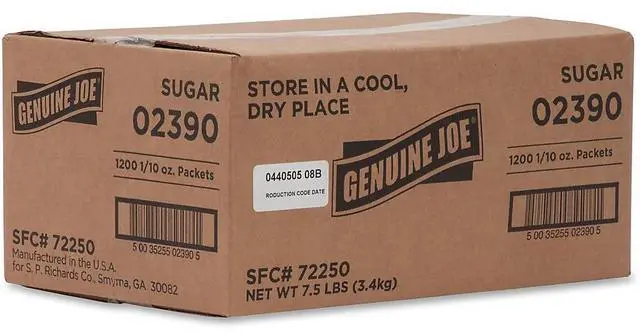 GENUINE JOE
SUGAR
02390
1200 1/10 oz. Packets
5 00 35255 02390 5
SFC# 72250
Manufactured in the U.S.A.
for S. P. Richards Co., Smyrna, GA. 30082
STORE IN A COOL,
DRY PLACE
0440505 08B
RODUCTION CODE DATE
GENUINE JOE
SFC# 72250
NET WT 7.5 LBS (3.4kg)
SUGAR
02390
1200 1/10 oz. Packets
5 00 35255 02390 5